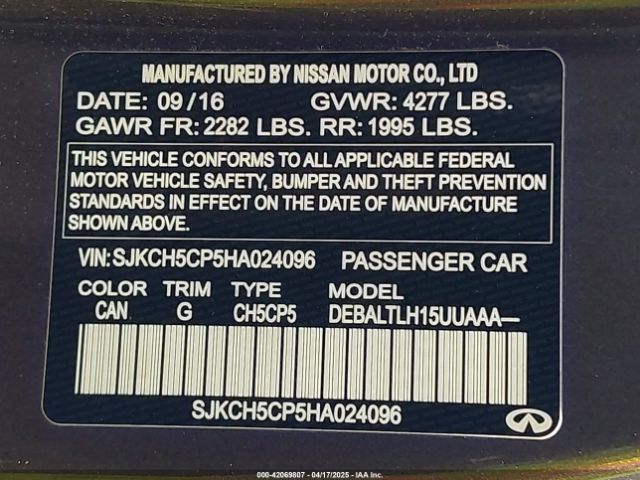 MANUFACTURED BY NISSAN MOTOR CO., LTD
DATE: 09/16 GVWR: 4277 LBS.
GAWR FR: 2282 LBS. RR: 1995 LBS.
THIS VEHICLE CONFORMS TO ALL APPLICABLE FEDERAL
MOTOR VEHICLE SAFETY, BUMPER AND THEFT PREVENTION
STANDARDS IN EFFECT ON THE DATE OF MANUFACTURE
SHOWN ABOVE.
VIN:SJKCH5CP5HA024096 PASSENGER CAR
COLOR TRIM TYPE MODEL
CAN G CH5CP5 DEBALTLH15UUAAA—
SJKCH5CP5HA024096
000-42069807 - 04/17/2025 - IAA Inc.